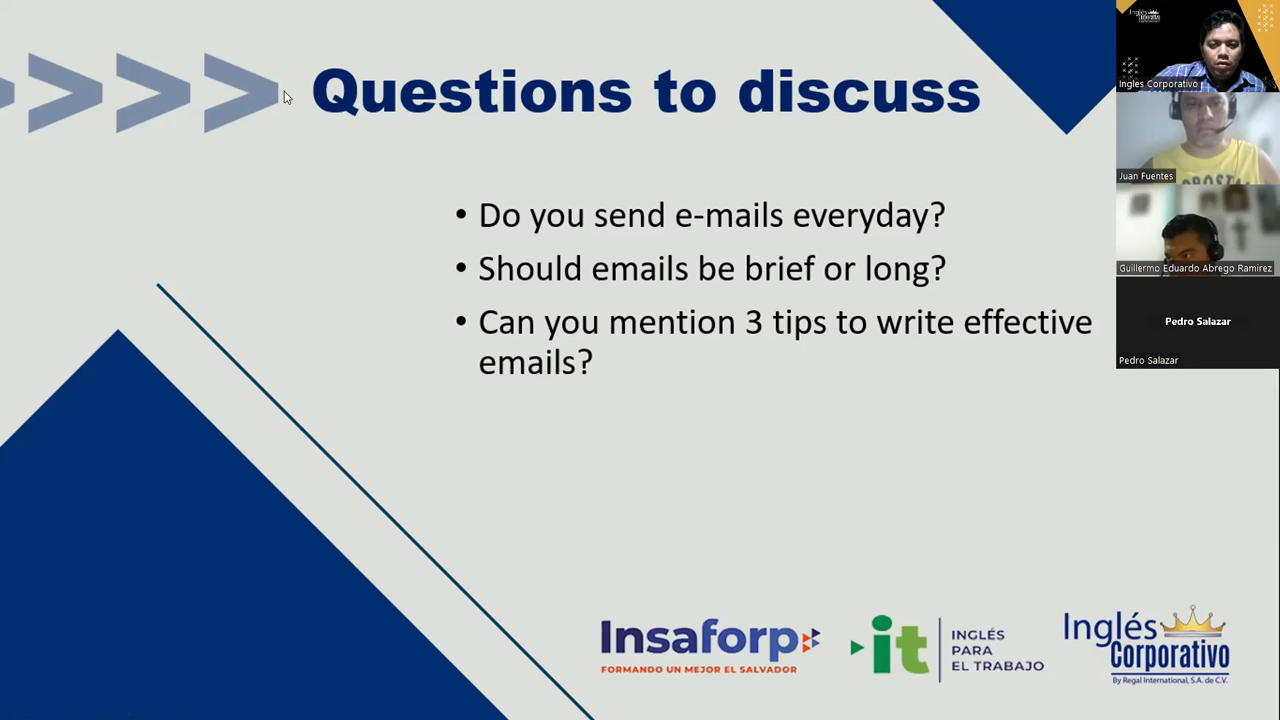 Questions to discuss
• Do you send e-mails everyday?
• Should emails be brief or long?
• Can you mention 3 tips to write effective
emails?
Inglés Corporativo
Juan Fuentes
Guillermo Eduardo Abrego Ramirez
Pedro Salazar
Pedro Salazar
Insaforp
FORMANDO UN MEJOR EL SALVADOR
it
INGLÉS
PARA
EL TRABAJO
Inglés
Corporativo
By Regal International, S.A. de C.V.